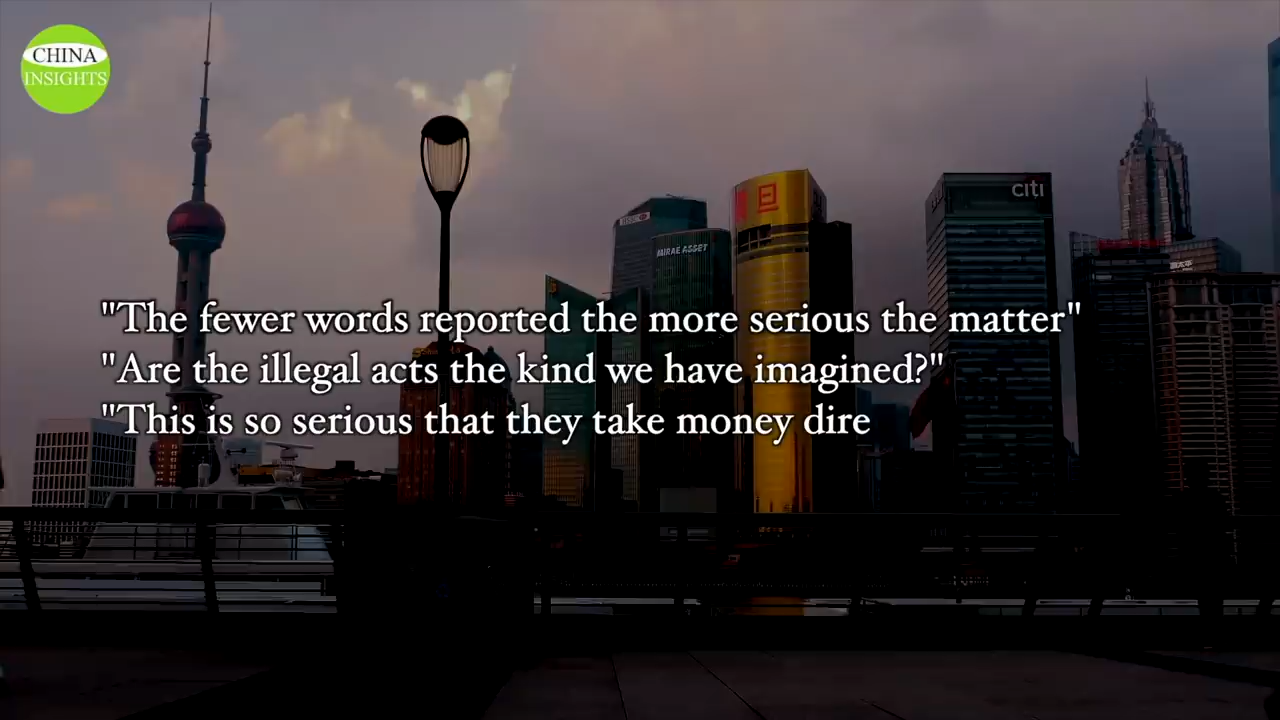 CHINA
INSIGHTS
citi
MIRAE ASSET
"The fewer words reported the more serious the matter"
"Are the illegal acts the kind we have imagined?"
"This is so serious that they take money dire